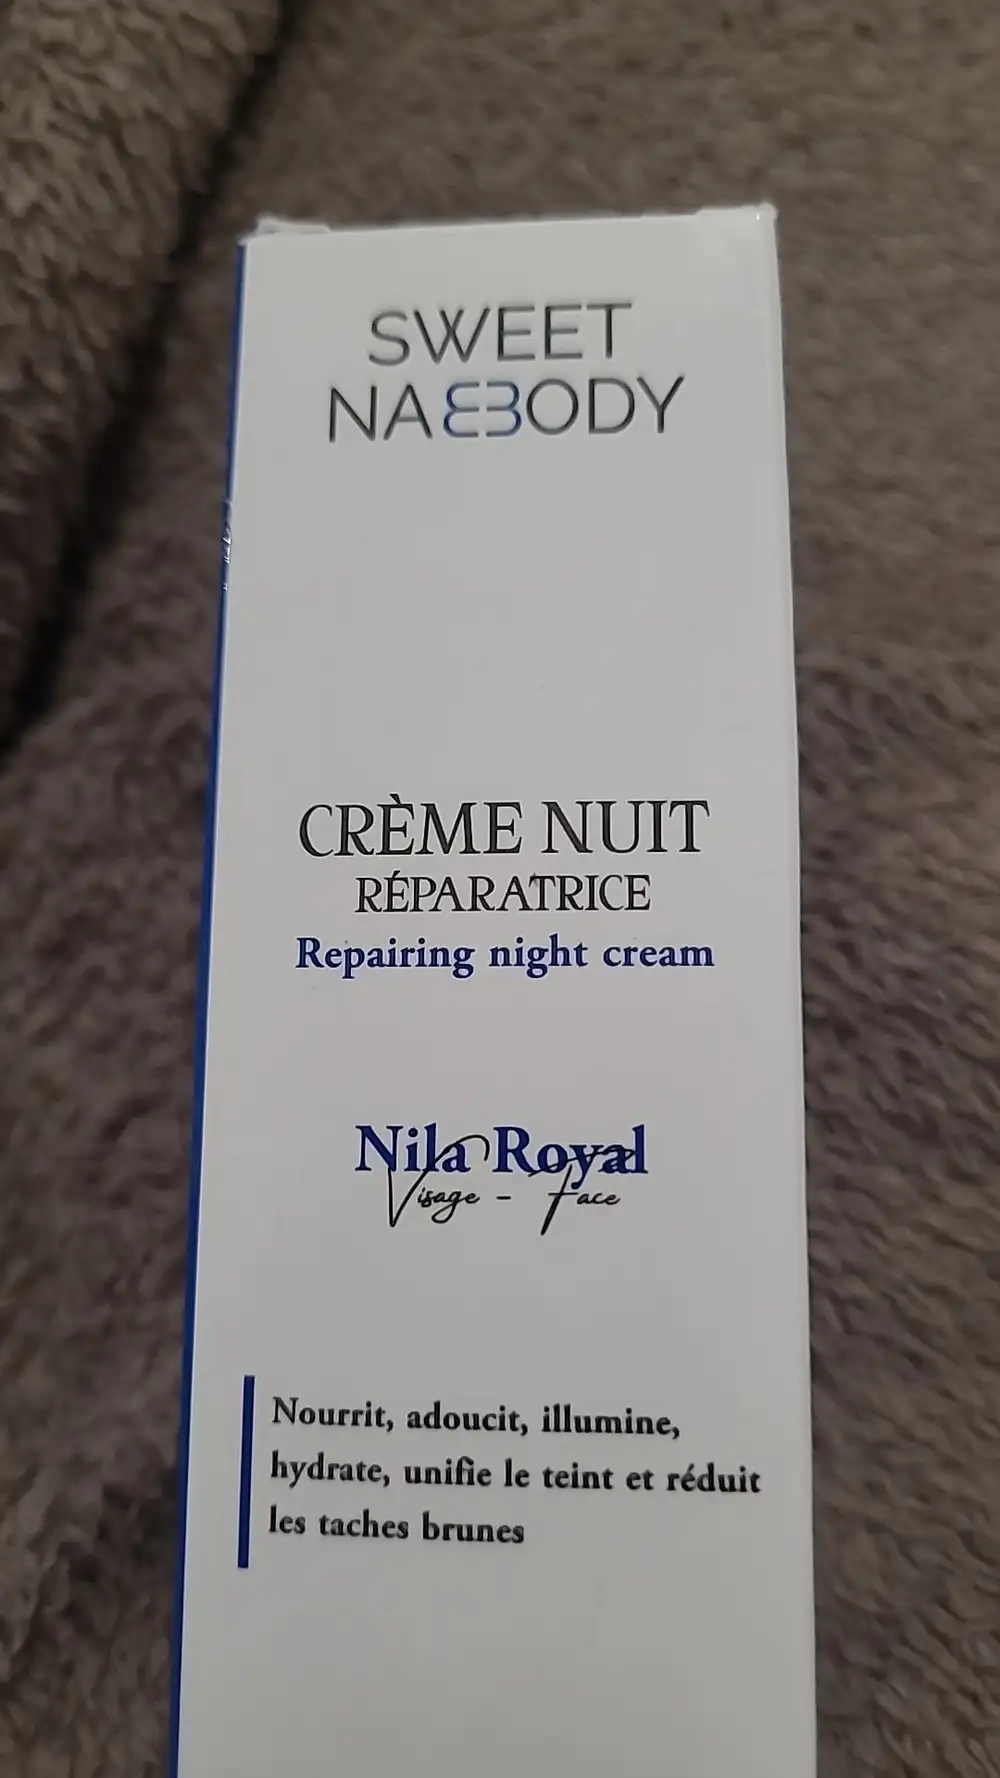 SWEET
NABBODY
CRÈME NUIT
RÉPARATRICE
Repairing night cream
Nila Royal
Visage - Face
Nourrit, adoucit, illumine,
hydrate, unifie le teint et réduit
les taches brunes